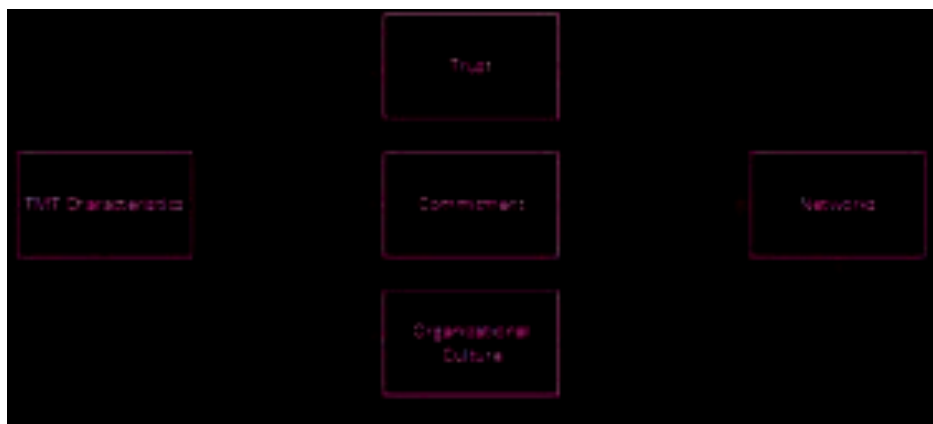 Trust
TMT Characteristics
Commitment
Networks
Organizational
Culture